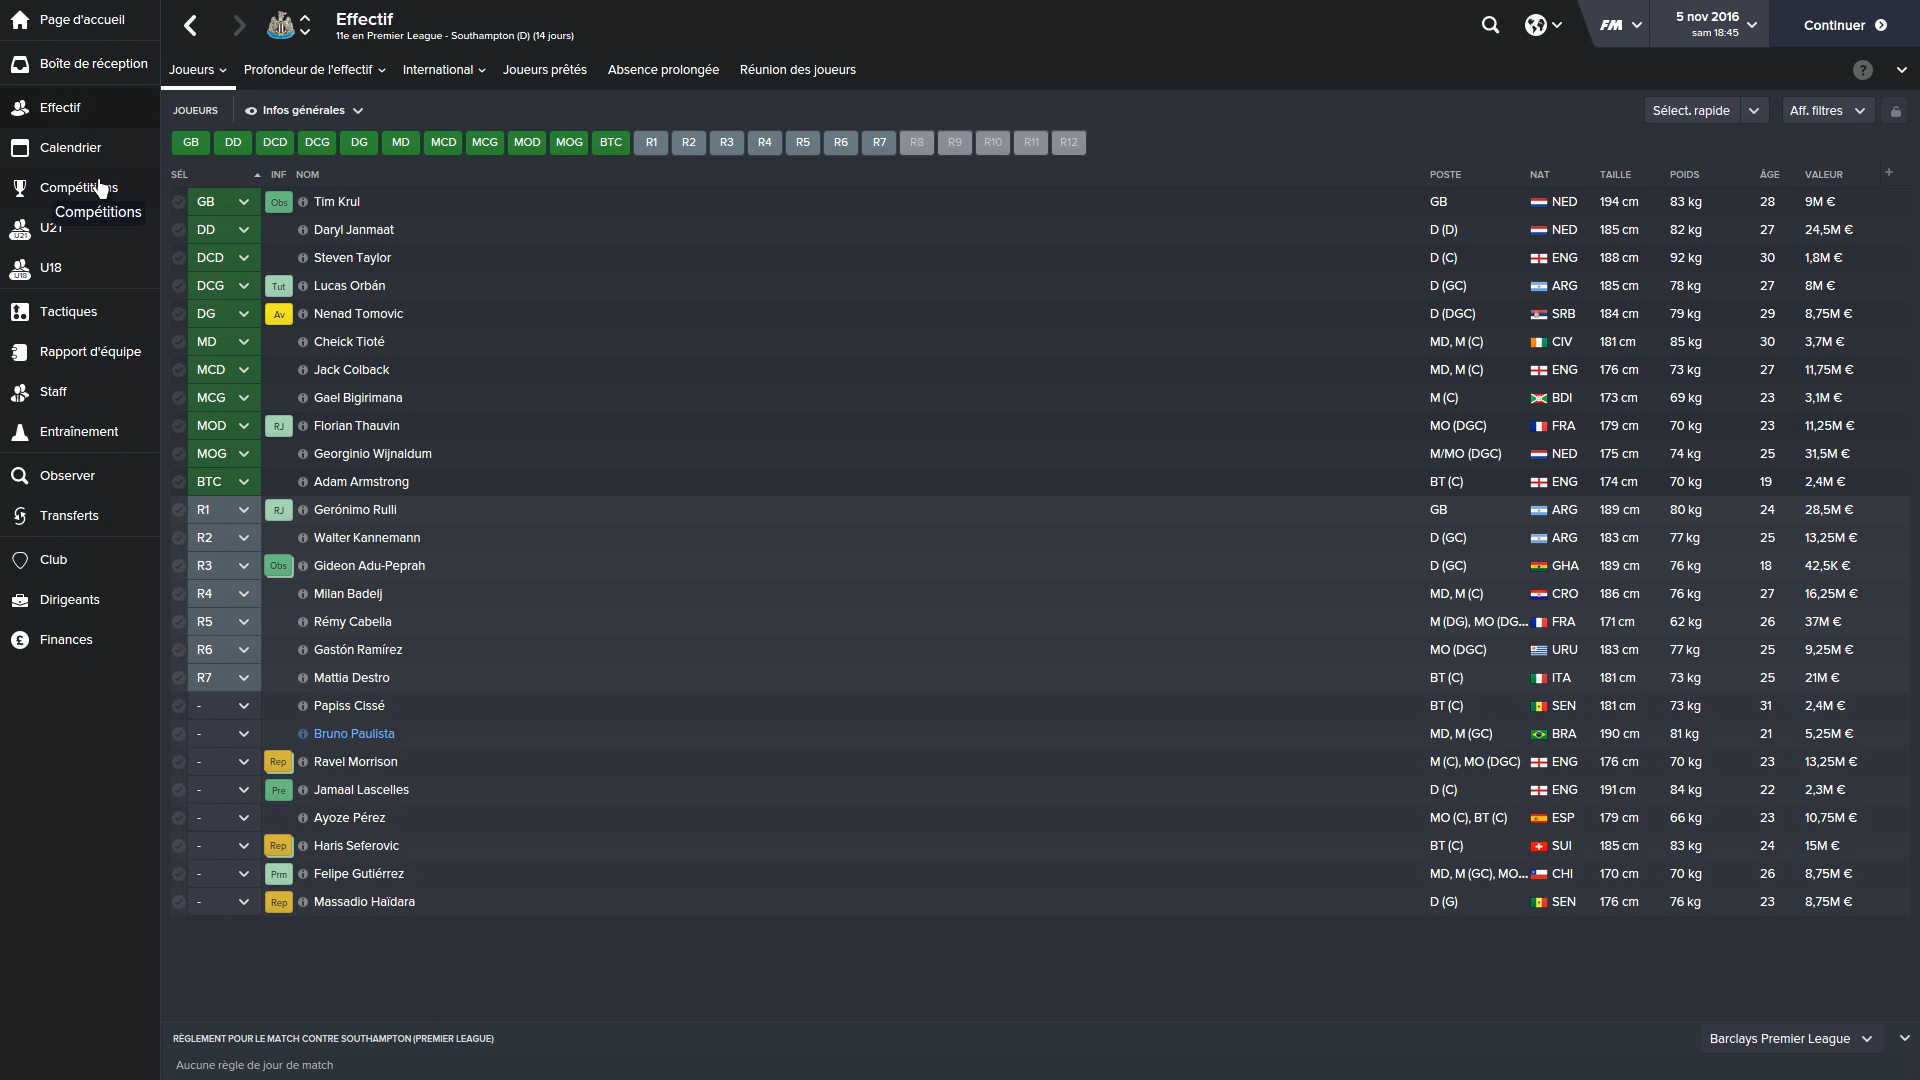 Page d'accueil
Boîte de réception
Effectif
Calendrier
Compétitions
Compétitions
U21
U18
Tactiques
Rapport d'équipe
Staff
Entraînement
Observer
Transferts
Club
Dirigeants
Finances
Effectif
11e en Premier League - Southampton (D) (14 jours)
FM
5 nov 2016
sam 18:45
Continuer
Joueurs Profondeur de l'effectif International Joueurs prêtés Absence prolongée Réunion des joueurs
JOUEURS Infos générales Sélect. rapide Aff. filtres
GB DD DCD DCG DG MD MCD MCG MOD MOG BTC R1 R2 R3 R4 R5 R6 R7 R8 R9 R10 R11 R12
SÉL INF NOM POSTE NAT TAILLE POIDS ÂGE VALEUR +
GB Obs Tim Krul GB NED 194 cm 83 kg 28 9M €
DD Daryl Janmaat D (D) NED 185 cm 82 kg 27 24,5M €
DCD Steven Taylor D (C) ENG 188 cm 92 kg 30 1,8M €
DCG Tut Lucas Orbán D (GC) ARG 185 cm 78 kg 27 8M €
DG Av Nenad Tomovic D (DGC) SRB 184 cm 79 kg 29 8,75M €
MD Cheick Tioté MD, M (C) CIV 181 cm 85 kg 30 3,7M €
MCD Jack Colback MD, M (C) ENG 176 cm 73 kg 27 11,75M €
MCG Gael Bigirimana M (C) BDI 173 cm 69 kg 23 3,1M €
MOD RJ Florian Thauvin MO (DGC) FRA 179 cm 70 kg 23 11,25M €
MOG Georginio Wijnaldum M/MO (DGC) NED 175 cm 74 kg 25 31,5M €
BTC Adam Armstrong BT (C) ENG 174 cm 70 kg 19 2,4M €
R1 RJ Gerónimo Rulli GB ARG 189 cm 80 kg 24 28,5M €
R2 Walter Kannemann D (GC) ARG 183 cm 77 kg 25 13,25M €
R3 Obs Gideon Adu-Peprah D (GC) GHA 189 cm 76 kg 18 42,5K €
R4 Milan Badelj MD, M (C) CRO 186 cm 76 kg 27 16,25M €
R5 Rémy Cabella M (DG), MO (DG... FRA 171 cm 62 kg 26 37M €
R6 Gastón Ramírez MO (DGC) URU 183 cm 77 kg 25 9,25M €
R7 Mattia Destro BT (C) ITA 181 cm 73 kg 25 21M €
- Papiss Cissé BT (C) SEN 181 cm 73 kg 31 2,4M €
- Bruno Paulista MD, M (GC) BRA 190 cm 81 kg 21 5,25M €
- Rep Ravel Morrison M (C), MO (DGC) ENG 176 cm 70 kg 23 13,25M €
- Pre Jamaal Lascelles D (C) ENG 191 cm 84 kg 22 2,3M €
- Ayoze Pérez MO (C), BT (C) ESP 179 cm 66 kg 23 10,75M €
- Rep Haris Seferovic BT (C) SUI 185 cm 83 kg 24 15M €
- Prm Felipe Gutiérrez MD, M (GC), MO... CHI 170 cm 70 kg 26 8,75M €
- Rep Massadio Haïdara D (G) SEN 176 cm 76 kg 23 8,75M €
RÈGLEMENT POUR LE MATCH CONTRE SOUTHAMPTON (PREMIER LEAGUE) Barclays Premier League
Aucune règle de jour de match